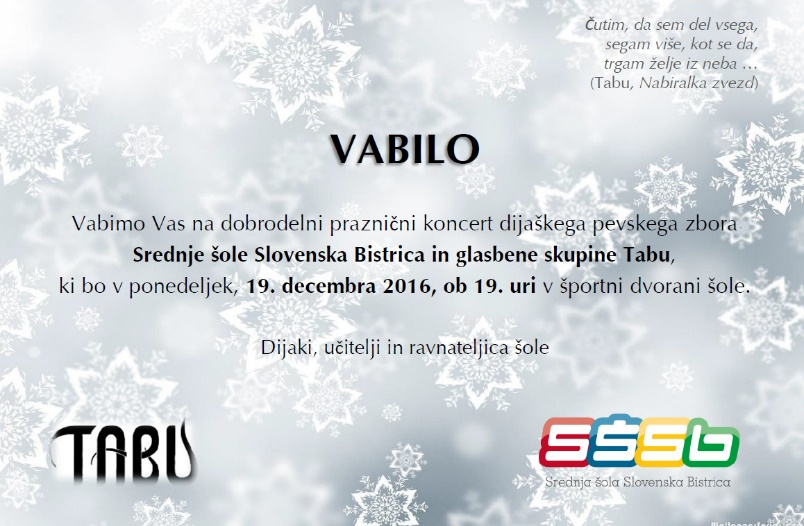 Čutim, da sem del vsega,
segam više, kot se da,
trgam želje iz neba ...
(Tabu, Nabiralka zvezd)
VABILO
Vabimo Vas na dobrodelni praznični koncert dijaškega pevskega zbora
Srednje šole Slovenska Bistrica in glasbene skupine Tabu,
ki bo v ponedeljek, 19. decembra 2016, ob 19. uri v športni dvorani šole.
Dijaki, učitelji in ravnateljica šole
TABU
SŠSb
Srednja šola Slovenska Bistrica